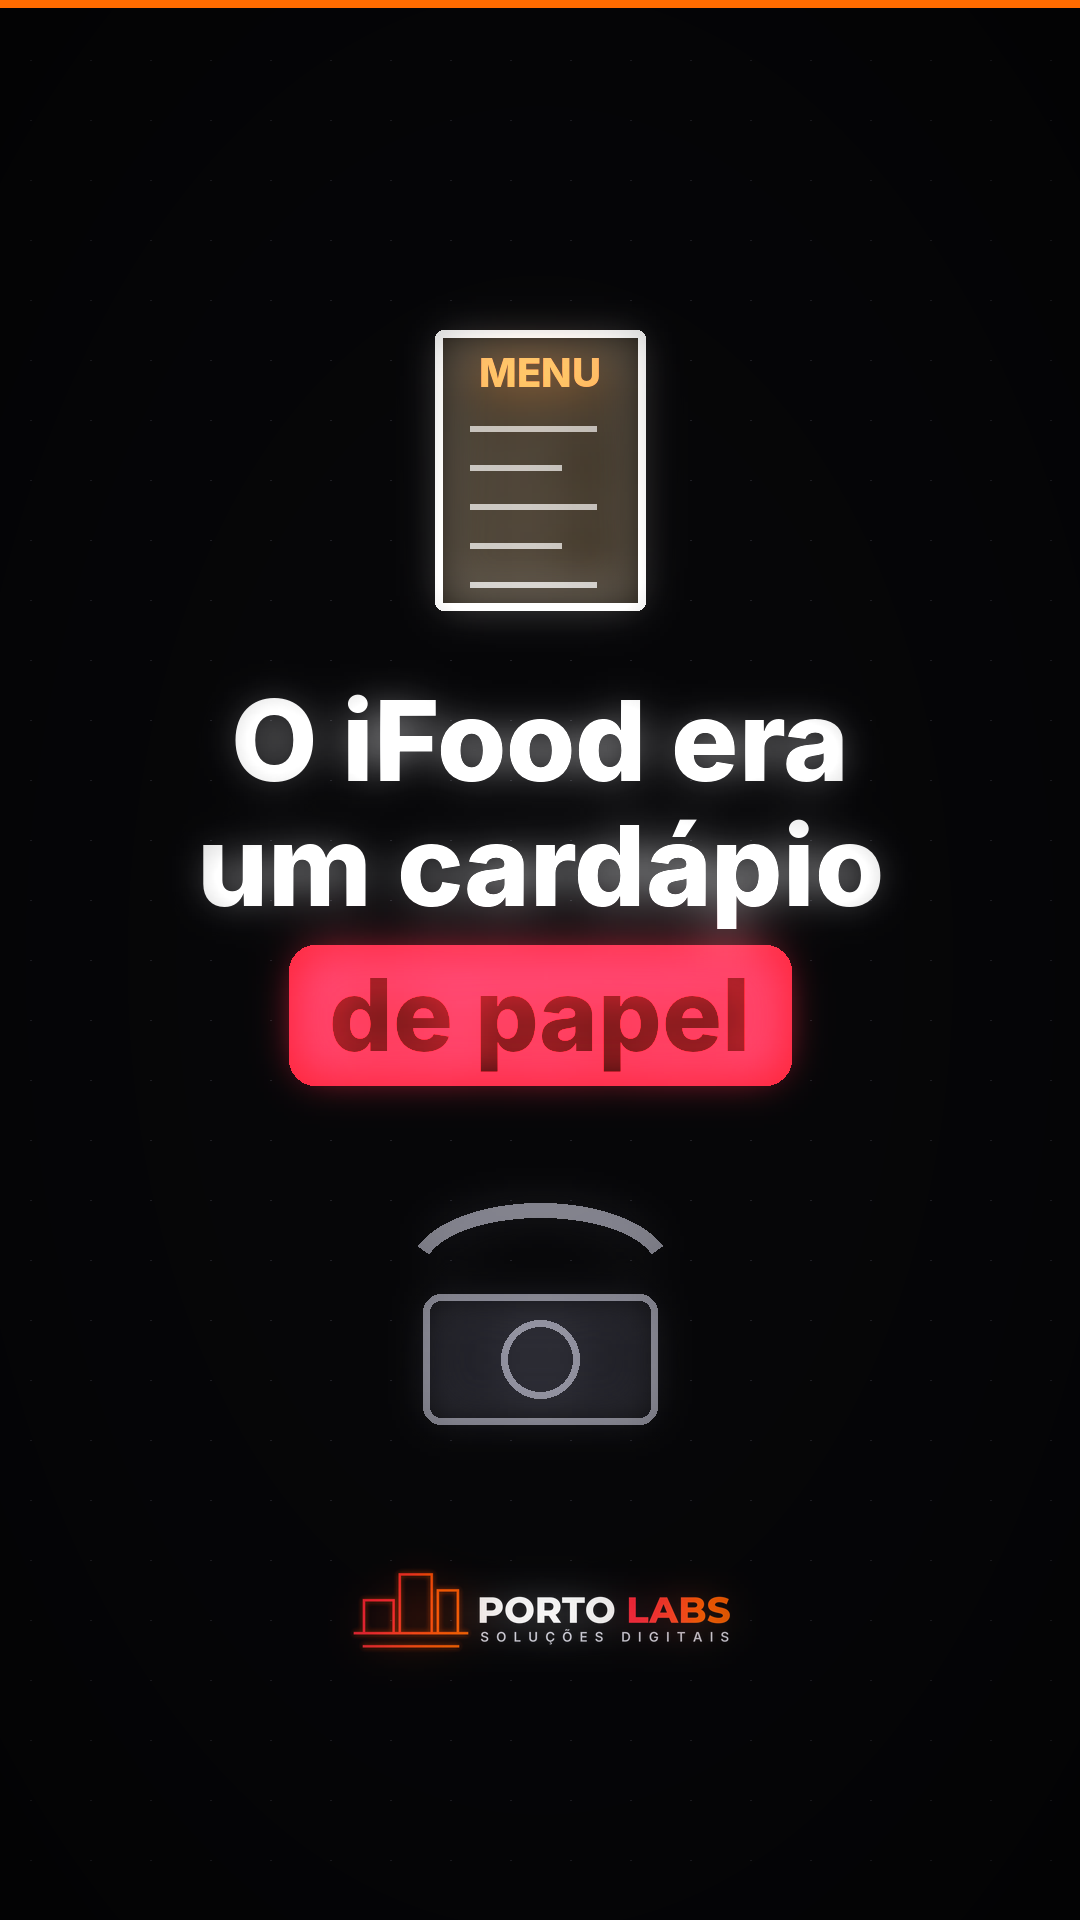 MENU
O iFood era
um cardápio
de papel
PORTO LABS
SOLUÇÕES DIGITAIS